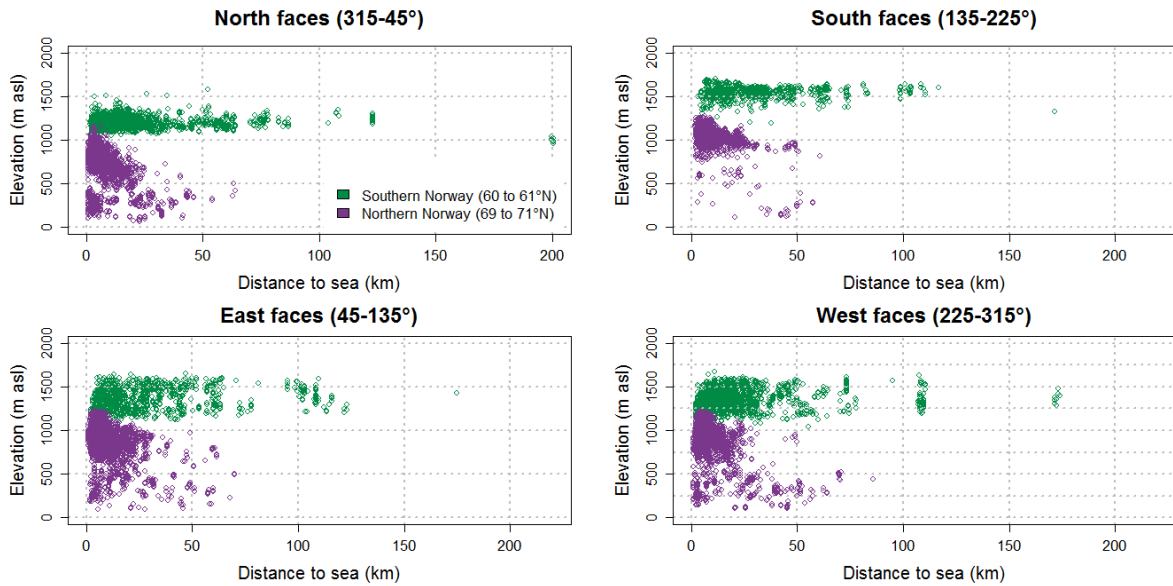 North faces (315-45°)
Elevation (m asl)
2000
1500
1000
500
0
Southern Norway (60 to 61°N)
Northern Norway (69 to 71°N)
0 50 100 150 200
Distance to sea (km)
South faces (135-225°)
Elevation (m asl)
2000
1500
1000
500
0
0 50 100 150 200
Distance to sea (km)
East faces (45-135°)
Elevation (m asl)
2000
1500
1000
500
0
0 50 100 150 200
Distance to sea (km)
West faces (225-315°)
Elevation (m asl)
2000
1500
1000
500
0
0 50 100 150 200
Distance to sea (km)